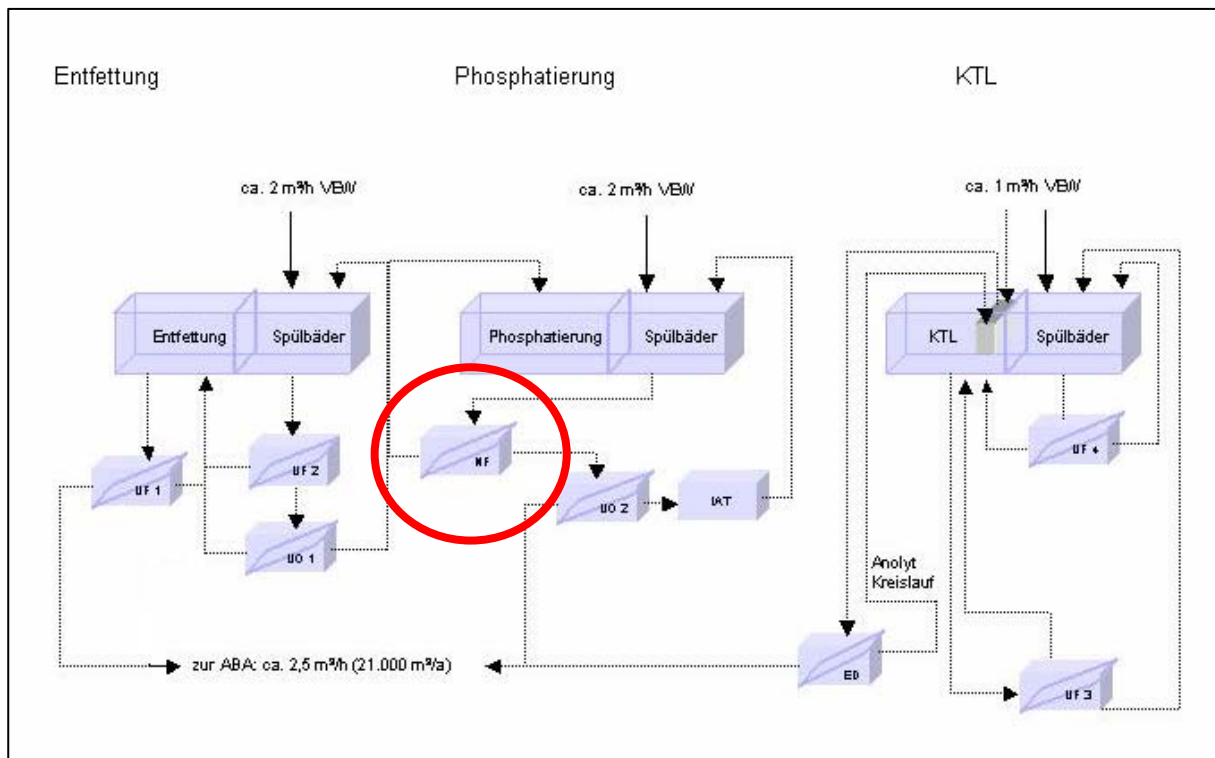 Entfettung
Phosphatierung
KTL
ca. 2 m³/h VBW
ca. 2 m³/h VBW
ca. 1 m³/h VBW
Entfettung
Spülbäder
Phosphatierung
Spülbäder
KTL
Spülbäder
UF 1
UF 2
UO 1
NF
UO 2
IAT
UF 4
Anolyt
Kreislauf
zur ABA: ca. 2,5 m³/h (21.000 m³/a)
ED
UF 3